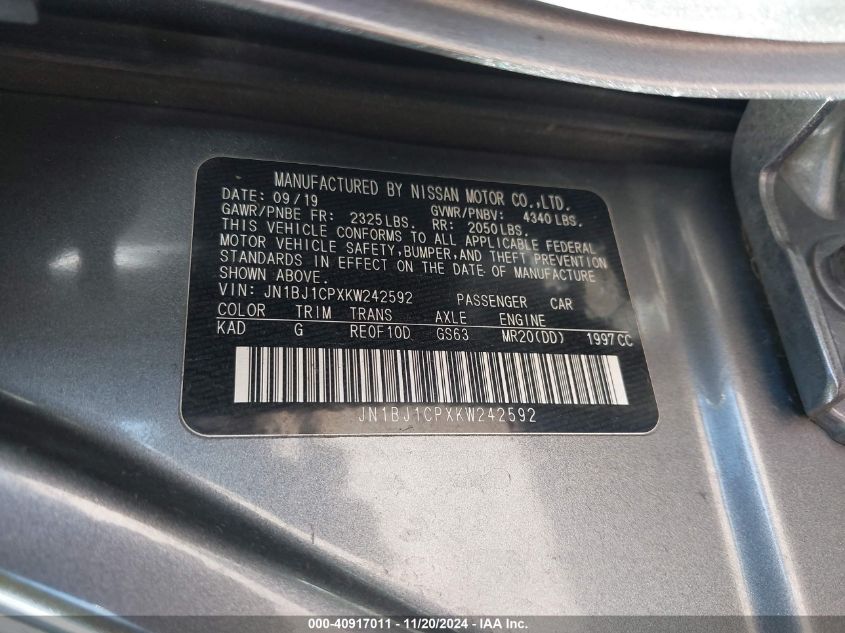 MANUFACTURED BY NISSAN MOTOR CO.,LTD.
DATE: 09/19 GVWR/PNBV: 4340 LBS.
GAWR/PNBE FR: 2325 LBS. RR: 2050 LBS.
THIS VEHICLE CONFORMS TO ALL APPLICABLE FEDERAL
MOTOR VEHICLE SAFETY, BUMPER, AND THEFT PREVENTION
STANDARDS IN EFFECT ON THE DATE OF MANUFACTURE
SHOWN ABOVE.
VIN: JN1BJ1CPXKW242592 PASSENGER CAR
COLOR TRIM TRANS AXLE ENGINE
KAD G RE0F10D GS63 MR20(DD) 1997 CC
JN1BJ1CPXKW242592
000-40917011 - 11/20/2024 - © IAA Inc.